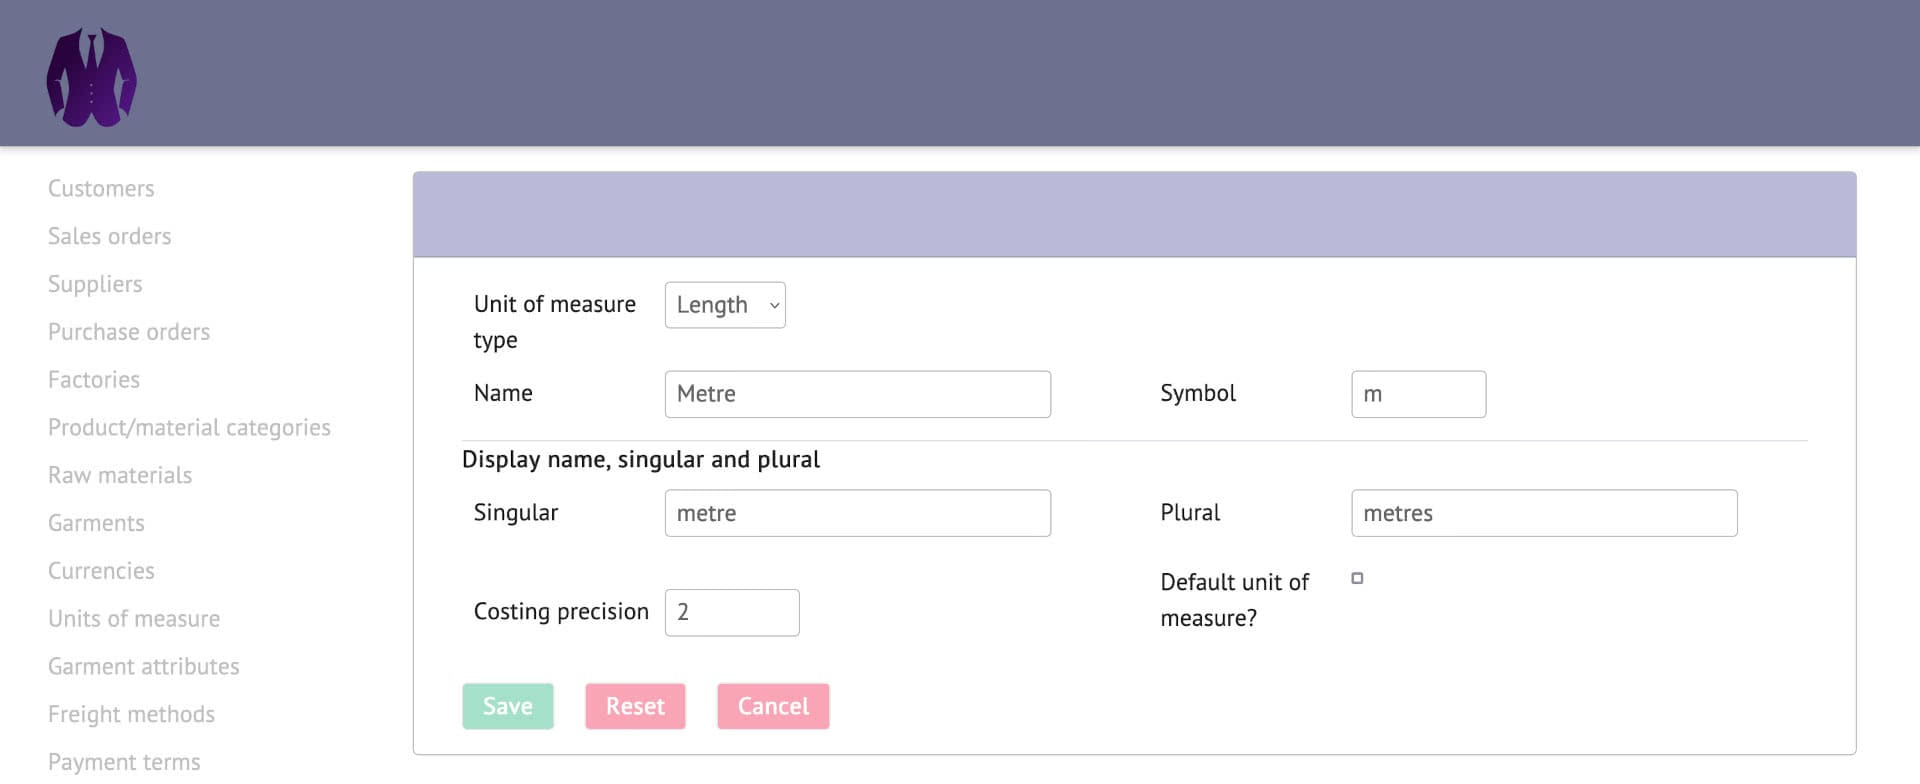 Customers
Sales orders
Suppliers
Purchase orders
Factories
Product/material categories
Raw materials
Garments
Currencies
Units of measure
Garment attributes
Freight methods
Payment terms
Unit of measure
type
Length
Name
Metre
Symbol
m
Display name, singular and plural
Singular
metre
Plural
metres
Costing precision
2
Default unit of
measure?
Save
Reset
Cancel